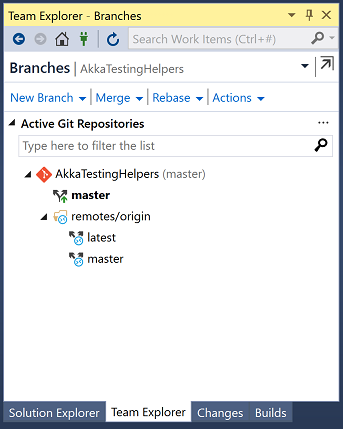 Team Explorer - Branches
Search Work Items (Ctrl+#)
Branches | AkkaTestingHelpers
New Branch | Merge | Rebase | Actions
Active Git Repositories
Type here to filter the list
AkkaTestingHelpers (master)
master
remotes/origin
latest
master
Solution Explorer Team Explorer Changes Builds